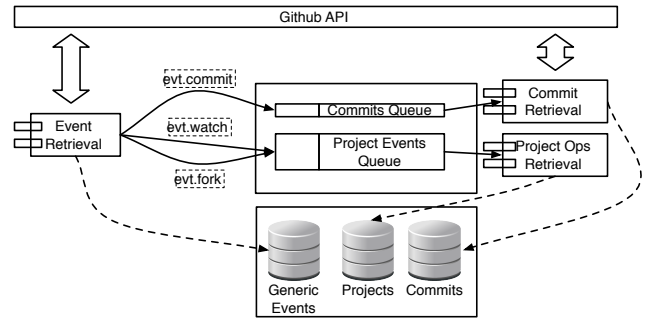 Github API
evt.commit
Commits Queue
Commit
Retrieval
Event
Retrieval
evt.watch
Project Events
Queue
Project Ops
Retrieval
evt.fork
Generic
Events
Projects
Commits